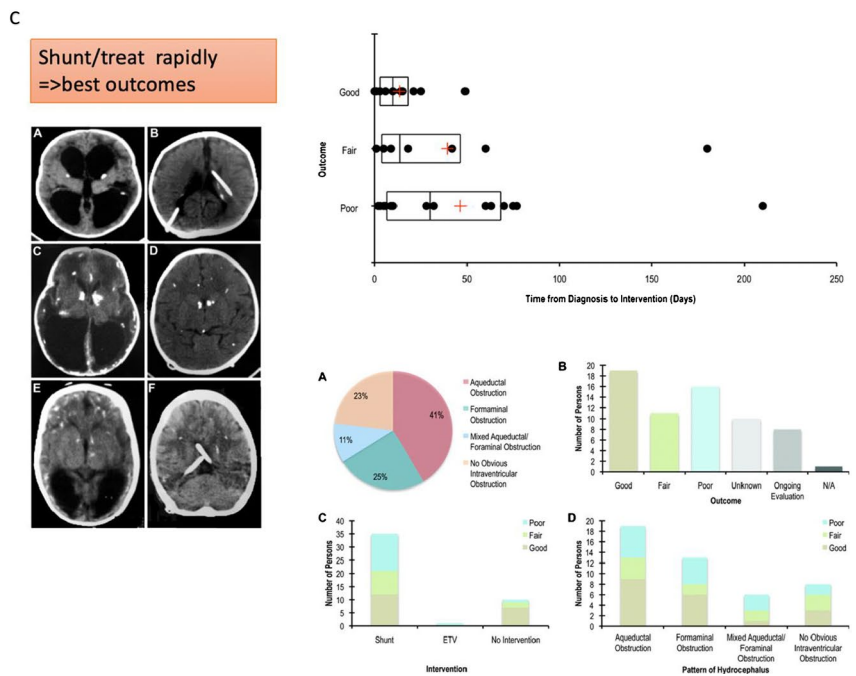 C
Shunt/treat rapidly
=>best outcomes
A
B
C
D
E
F
Outcome
Good
Fair
Poor
0
50
100
150
200
250
Time from Diagnosis to Intervention (Days)
A
41%
25%
11%
23%
Aqueductal
Obstruction
Formaminal
Obstruction
Mixed Aqueductal/
Foraminal Obstruction
No Obvious
Intraventricular
Obstruction
B
Number of Persons
20
18
16
14
12
10
8
6
4
2
0
Good
Fair
Poor
Unknown
Ongoing
Evaluation
N/A
Outcome
C
Number of Persons
40
35
30
25
20
15
10
5
0
Poor
Fair
Good
Shunt
ETV
No Intervention
Intervention
D
Number of Persons
20
18
16
14
12
10
8
6
4
2
0
Poor
Fair
Good
Aqueductal
Obstruction
Formaminal
Obstruction
Mixed Aqueductal/
Foraminal
Obstruction
No Obvious
Intraventricular
Obstruction
Pattern of Hydrocephalus